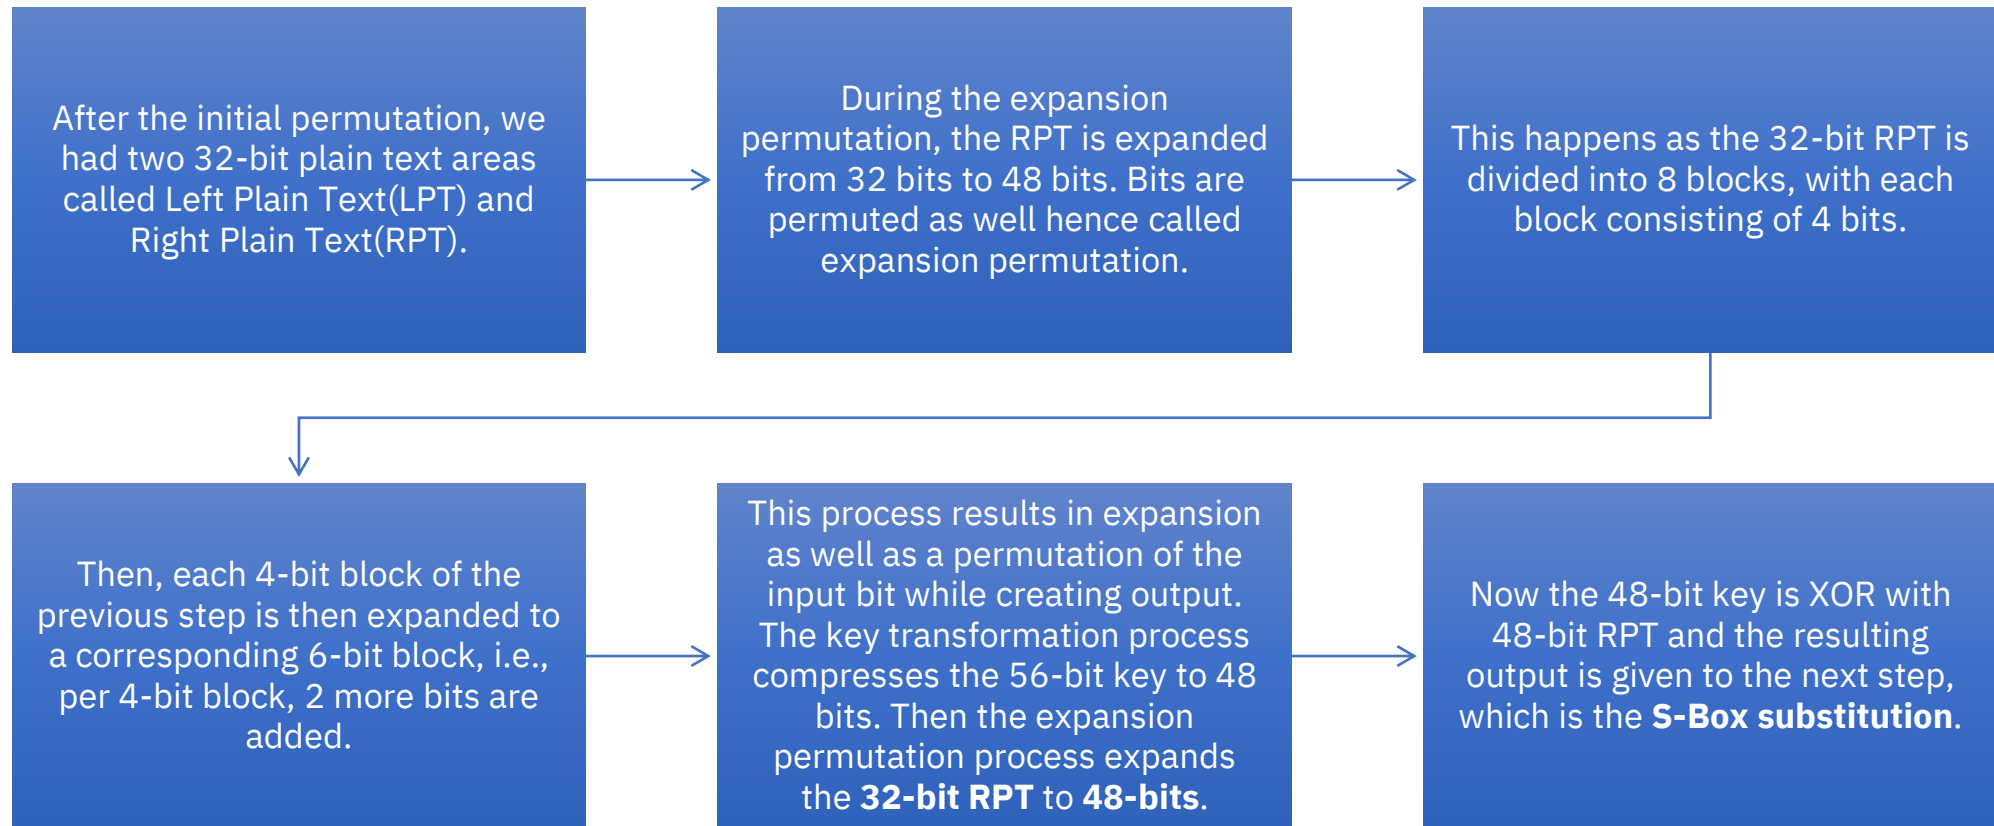 After the initial permutation, we
had two 32-bit plain text areas
called Left Plain Text(LPT) and
Right Plain Text(RPT).
During the expansion
permutation, the RPT is expanded
from 32 bits to 48 bits. Bits are
permuted as well hence called
expansion permutation.
This happens as the 32-bit RPT is
divided into 8 blocks, with each
block consisting of 4 bits.
Then, each 4-bit block of the
previous step is then expanded to
a corresponding 6-bit block, i.e.,
per 4-bit block, 2 more bits are
added.
This process results in expansion
as well as a permutation of the
input bit while creating output.
The key transformation process
compresses the 56-bit key to 48
bits. Then the expansion
permutation process expands
the 32-bit RPT to 48-bits.
Now the 48-bit key is XOR with
48-bit RPT and the resulting
output is given to the next step,
which is the S-Box substitution.